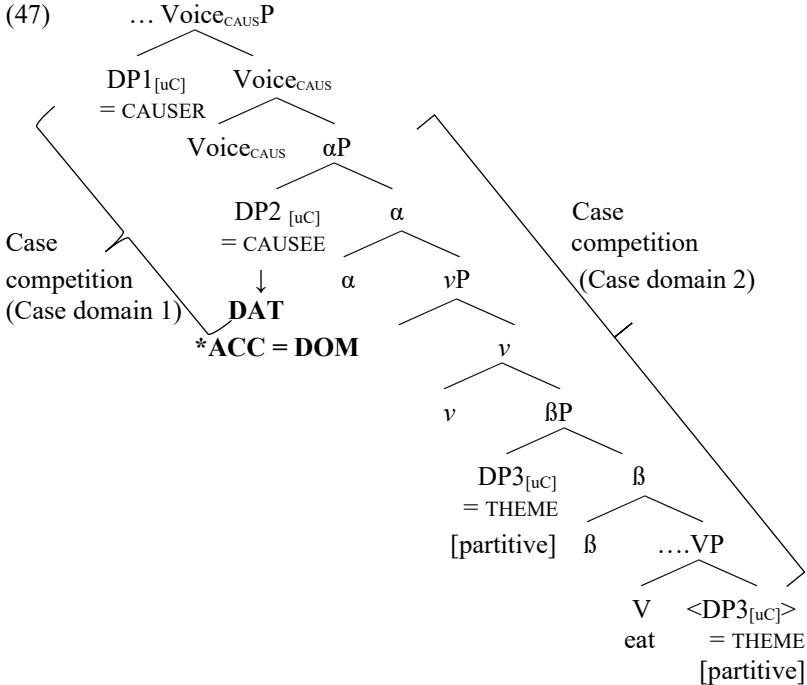 (47) … VoiceCAUSP
DP1[uC] VoiceCAUS
= CAUSER
VoiceCAUS αP
DP2 [uC] α
= CAUSEE
Case
competition
(Case domain 1)
Case
competition
(Case domain 2)
↓ α vP
DAT
*ACC = DOM v
v ßP
DP3[uC] ß
= THEME
[partitive] ß ….VP
V <DP3[uC]>
eat = THEME
[partitive]